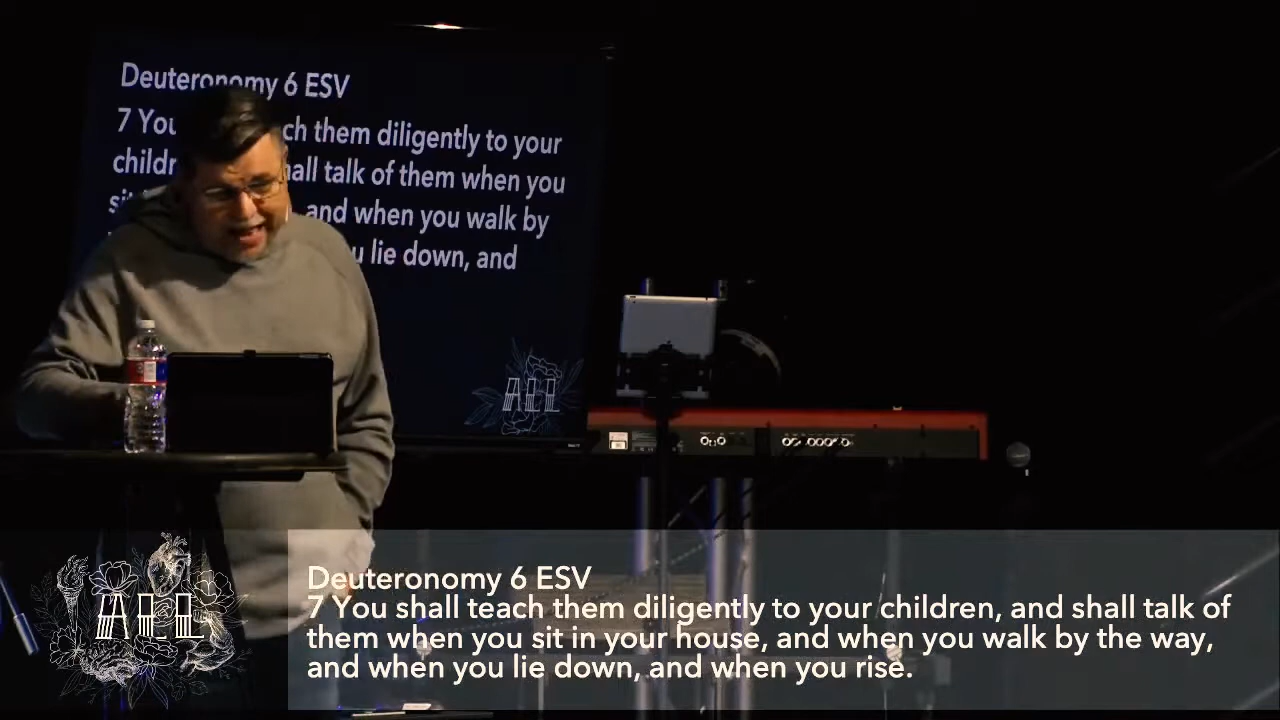 Deuteronomy 6 ESV
7 You ch them diligently to your
childr hall talk of them when you
si , and when you walk by
u lie down, and
ALL
ALL
Deuteronomy 6 ESV
7 You shall teach them diligently to your children, and shall talk of
them when you sit in your house, and when you walk by the way,
and when you lie down, and when you rise.